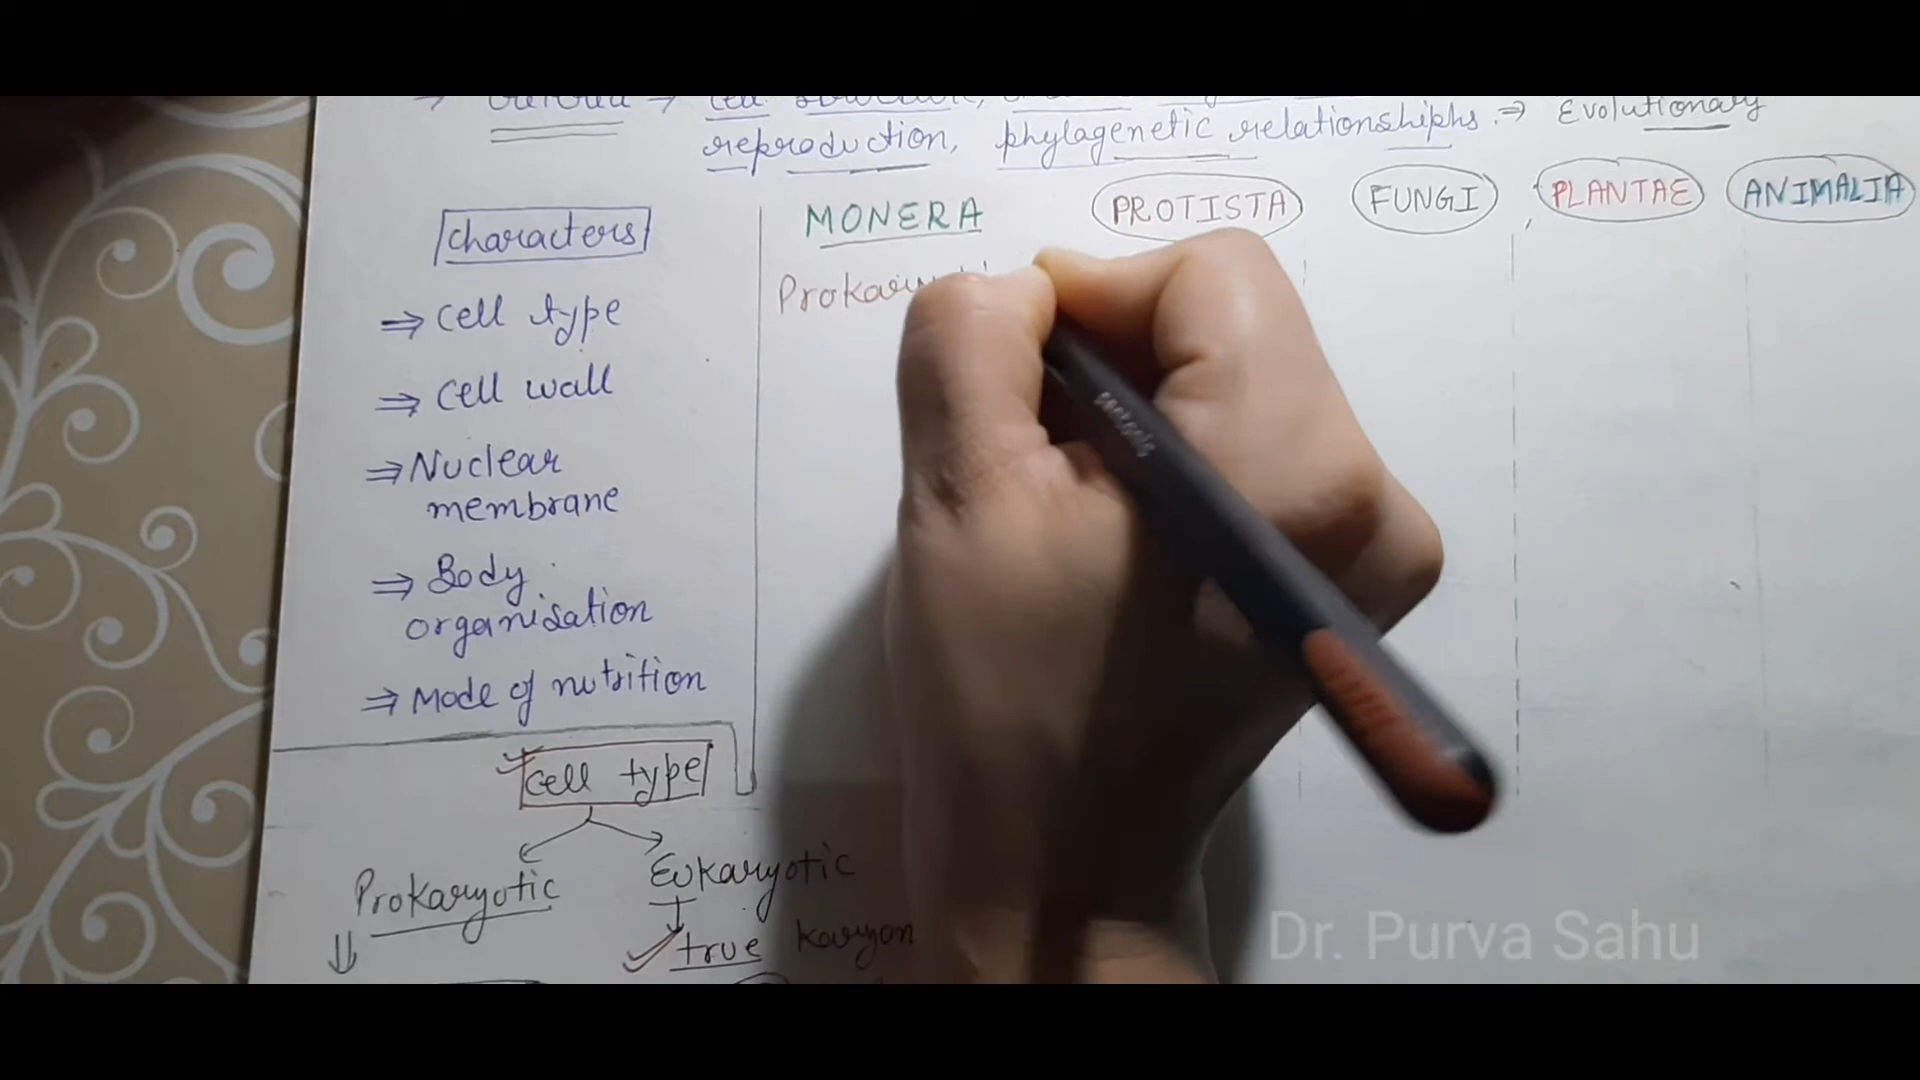 reproduction, phylagenetic relationshiphs. ⇒ Evolutionary
characters
MONERA
PROTISTA
FUNGI
PLANTAE
ANIMALIA
⇒ cell type
⇒ cell wall
⇒ Nuclear
membrane
⇒ Body
organisation
⇒ Mode of nutrition
cell type
Prokaryotic
Eukaryotic
true karyon
Dr. Purva Sahu